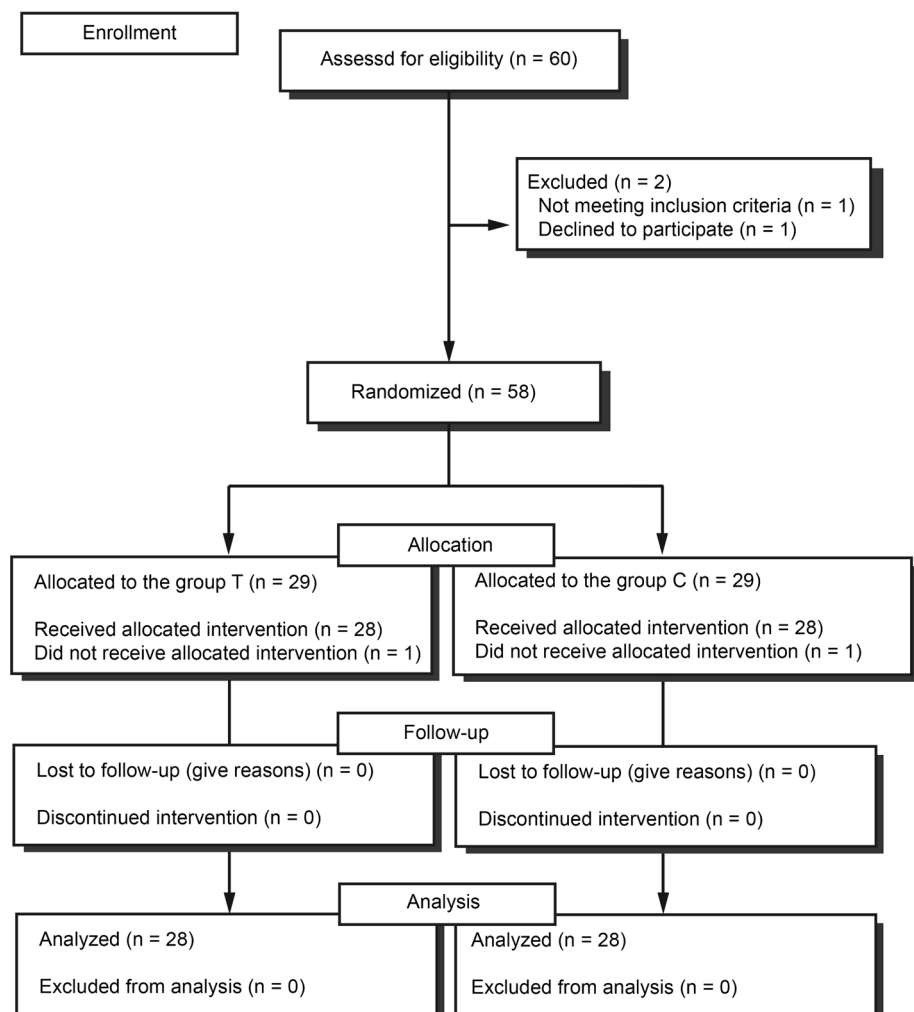 Enrollment
Assessd for eligibility (n = 60)
Excluded (n = 2)
Not meeting inclusion criteria (n = 1)
Declined to participate (n = 1)
Randomized (n = 58)
Allocation
Allocated to the group T (n = 29)
Received allocated intervention (n = 28)
Did not receive allocated intervention (n = 1)
Allocated to the group C (n = 29)
Received allocated intervention (n = 28)
Did not receive allocated intervention (n = 1)
Follow-up
Lost to follow-up (give reasons) (n = 0)
Discontinued intervention (n = 0)
Lost to follow-up (give reasons) (n = 0)
Discontinued intervention (n = 0)
Analysis
Analyzed (n = 28)
Excluded from analysis (n = 0)
Analyzed (n = 28)
Excluded from analysis (n = 0)